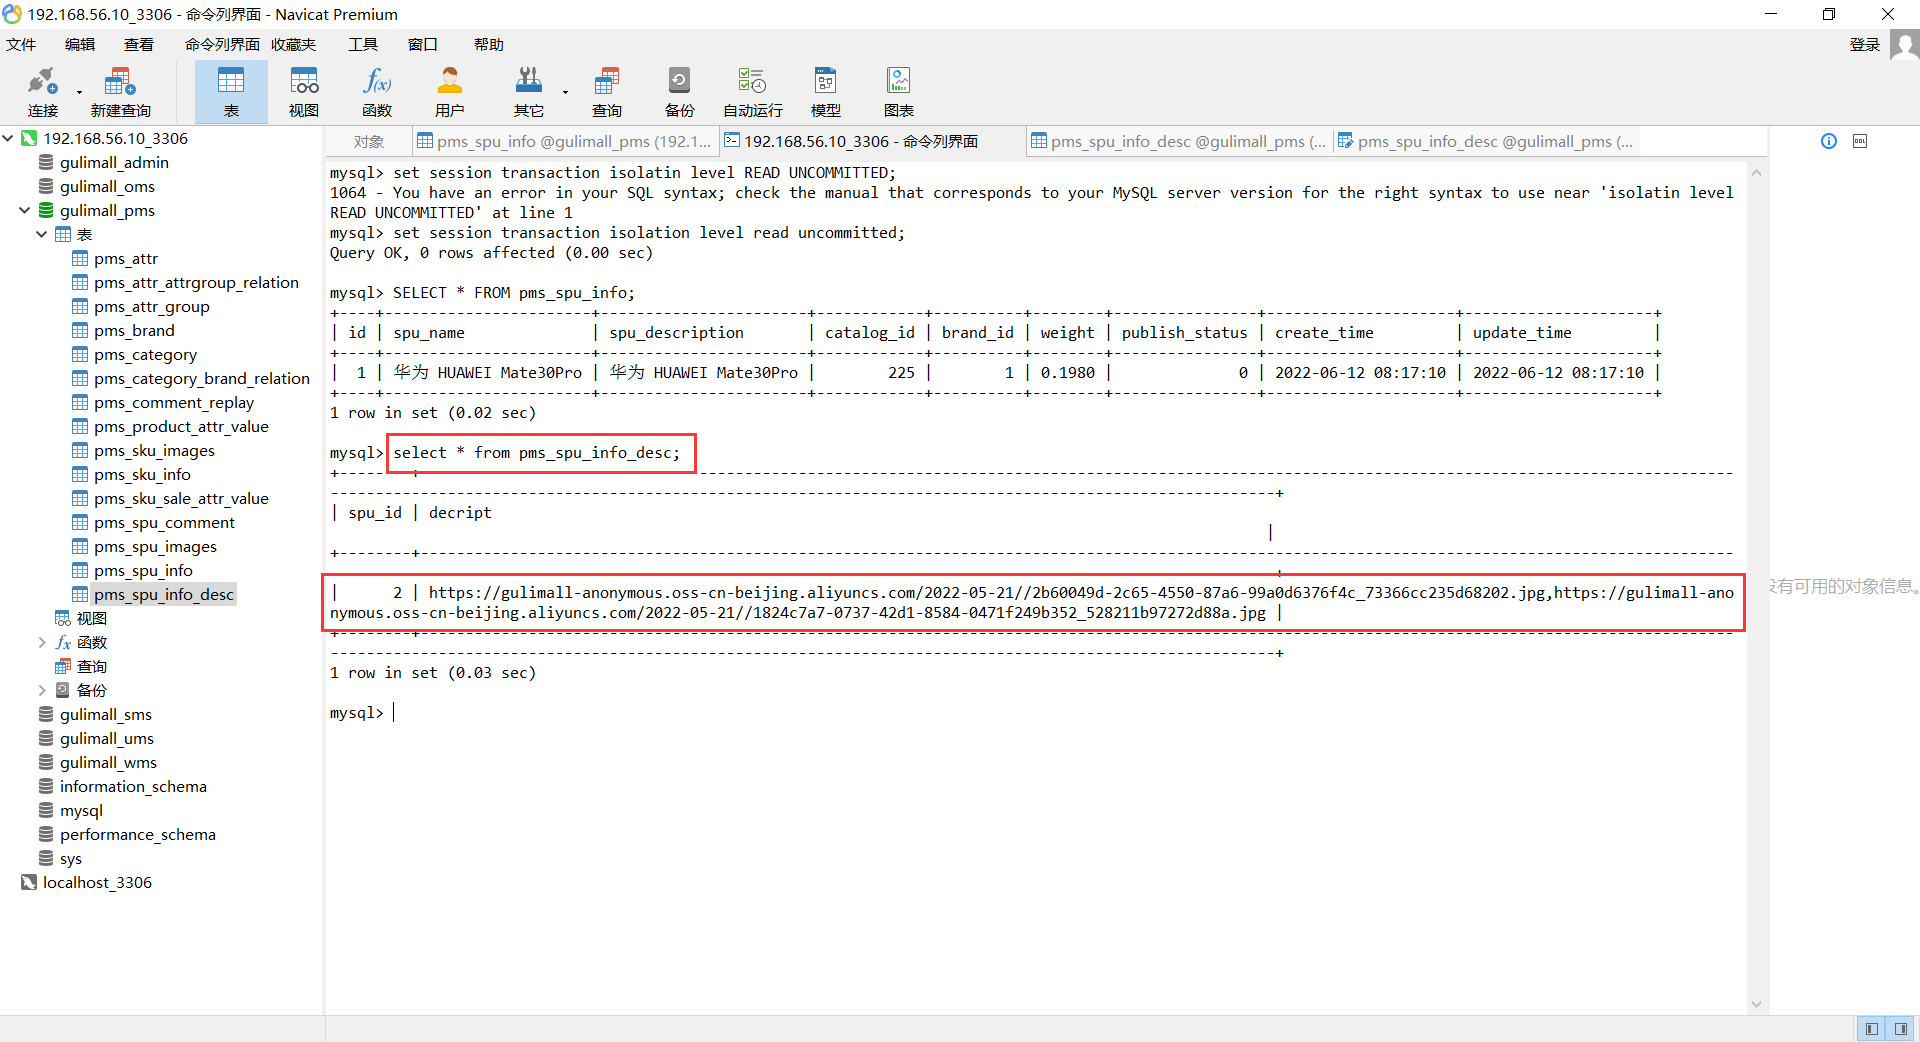 192.168.56.10_3306 - 命令列界面 - Navicat Premium
文件 编辑 查看 命令列界面 收藏夹 工具 窗口 帮助 登录
连接 新建查询 表 视图 函数 用户 其它 查询 备份 自动运行 模型 图表
对象 pms_spu_info @gulimall_pms (192.1... 192.168.56.10_3306 - 命令列界面 pms_spu_info_desc @gulimall_pms (... pms_spu_info_desc @gulimall_pms (...
192.168.56.10_3306
gulimall_admin
gulimall_oms
gulimall_pms
表
pms_attr
pms_attr_attrgroup_relation
pms_attr_group
pms_brand
pms_category
pms_category_brand_relation
pms_comment_replay
pms_product_attr_value
pms_sku_images
pms_sku_info
pms_sku_sale_attr_value
pms_spu_comment
pms_spu_images
pms_spu_info
pms_spu_info_desc
视图
函数
查询
备份
gulimall_sms
gulimall_ums
gulimall_wms
information_schema
mysql
performance_schema
sys
localhost_3306
mysql> set session transaction isolatin level READ UNCOMMITTED;
1064 - You have an error in your SQL syntax; check the manual that corresponds to your MySQL server version for the right syntax to use near 'isolatin level
READ UNCOMMITTED' at line 1
mysql> set session transaction isolation level read uncommitted;
Query OK, 0 rows affected (0.00 sec)
mysql> SELECT * FROM pms_spu_info;
| id | spu_name | spu_description | catalog_id | brand_id | weight | publish_status | create_time | update_time |
| 1 | 华为 HUAWEI Mate30Pro | 华为 HUAWEI Mate30Pro | 225 | 1 | 0.1980 | 0 | 2022-06-12 08:17:10 | 2022-06-12 08:17:10 |
1 row in set (0.02 sec)
mysql> select * from pms_spu_info_desc;
| spu_id | decript
|
| 2 | https://gulimall-anonymous.oss-cn-beijing.aliyuncs.com/2022-05-21//2b60049d-2c65-4550-87a6-99a0d6376f4c_73366cc235d68202.jpg,https://gulimall-ano
nymous.oss-cn-beijing.aliyuncs.com/2022-05-21//1824c7a7-0737-42d1-8584-0471f249b352_528211b97272d88a.jpg |
1 row in set (0.03 sec)
mysql>
没有可用的对象信息。